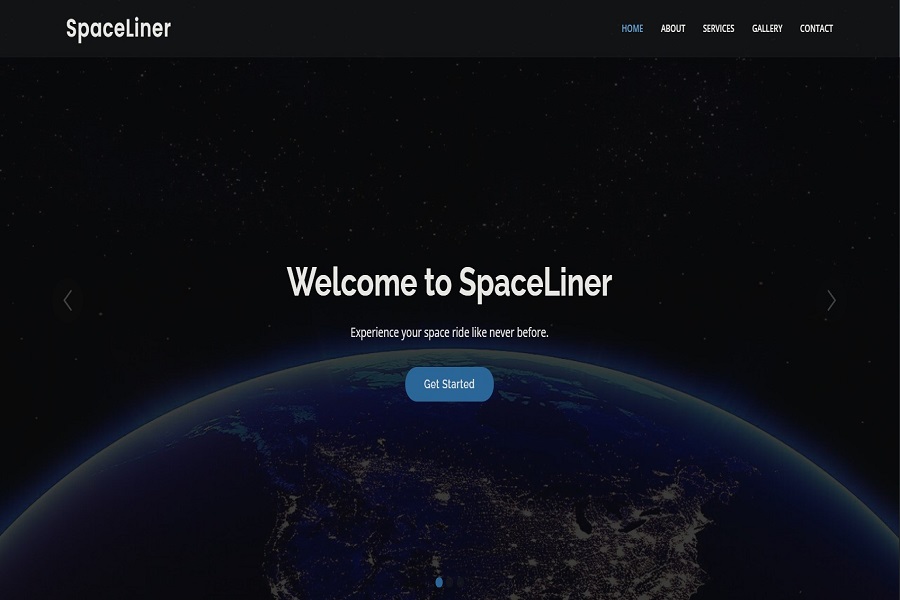 SpaceLiner
HOME ABOUT SERVICES GALLERY CONTACT
Welcome to SpaceLiner
Experience your space ride like never before.
Get Started